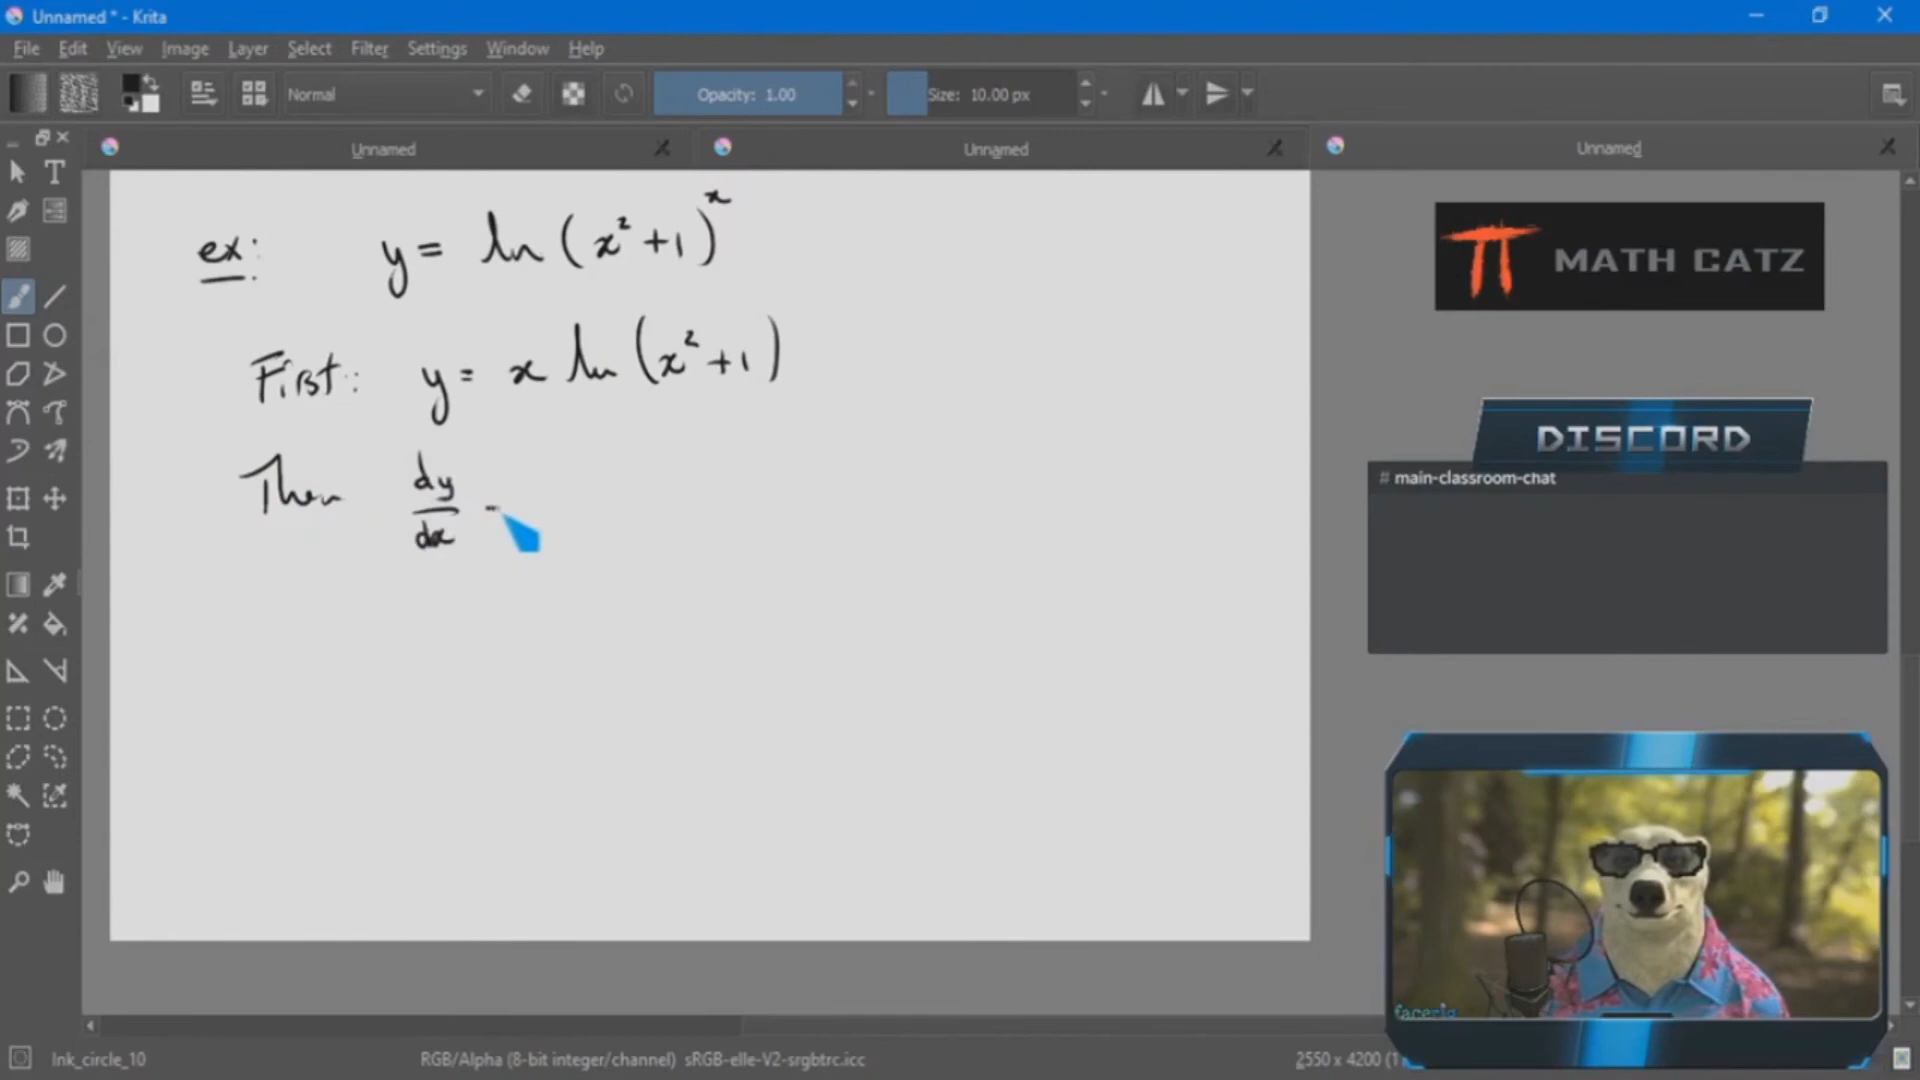 Unnamed * - Krita
File Edit View Image Layer Select Filter Settings Window Help
Normal Opacity: 1.00 Size: 10.00 px
Unnamed Unnamed Unnamed
ex: y = ln (x² + 1)ˣ
First: y = x ln (x² + 1)
Then dy/dx -
MATH CATZ
DISCORD
# main-classroom-chat
facerig
Ink_circle_10 RGB/Alpha (8-bit integer/channel) sRGB-elle-V2-srgbtrc.icc 2550 x 4200 (1